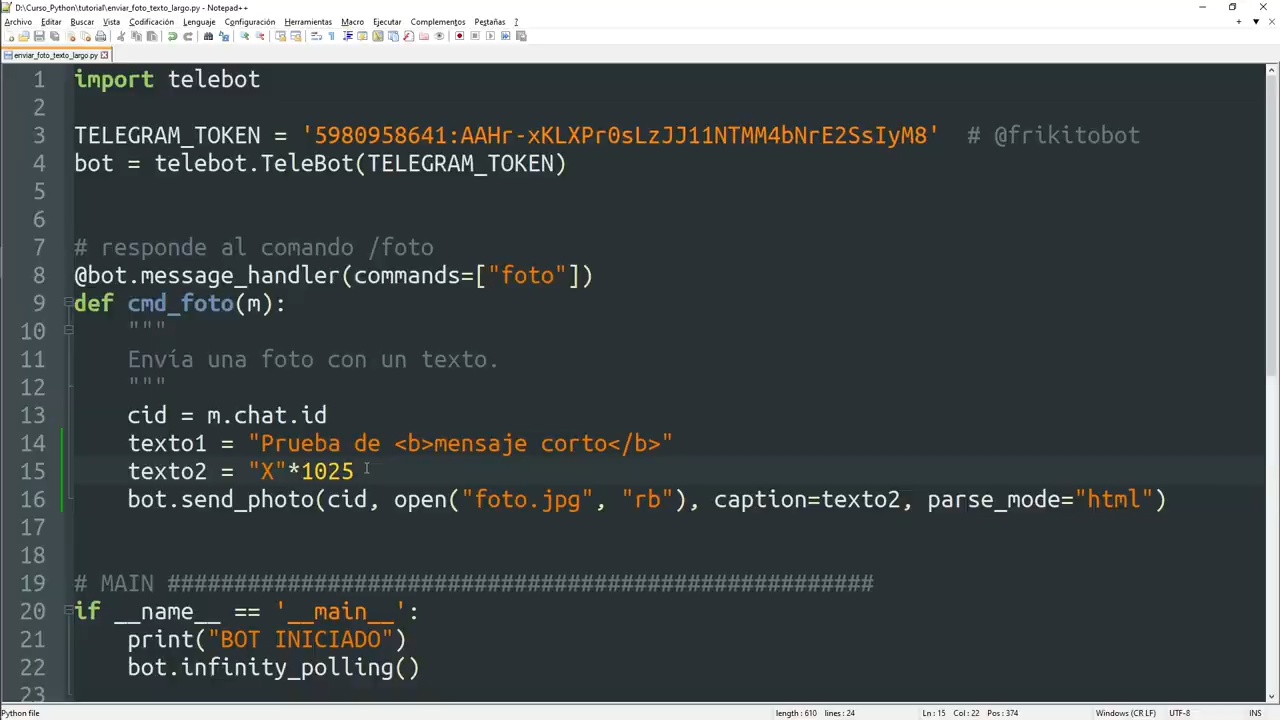 D:\Curso_Python\tutorial\enviar_foto_texto_largo.py - Notepad++
Archivo Editar Buscar Vista Codificación Lenguaje Configuración Herramientas Macro Ejecutar Complementos Pestañas ?
enviar_foto_texto_largo.py
1 import telebot
2
3 TELEGRAM_TOKEN = '5980958641:AAHr-xKLXPr0sLzJJ11NTMM4bNrE2SsIyM8' # @frikitobot
4 bot = telebot.TeleBot(TELEGRAM_TOKEN)
5
6
7 # responde al comando /foto
8 @bot.message_handler(commands=["foto"])
9 def cmd_foto(m):
10 """
11 Envía una foto con un texto.
12 """
13 cid = m.chat.id
14 texto1 = "Prueba de <b>mensaje corto</b>"
15 texto2 = "X"*1025
16 bot.send_photo(cid, open("foto.jpg", "rb"), caption=texto2, parse_mode="html")
17
18
19 # MAIN #####################################################
20 if __name__ == '__main__':
21 print("BOT INICIADO")
22 bot.infinity_polling()
23
Python file length : 610 lines : 24 Ln : 15 Col : 22 Pos : 374 Windows (CR LF) UTF-8 INS